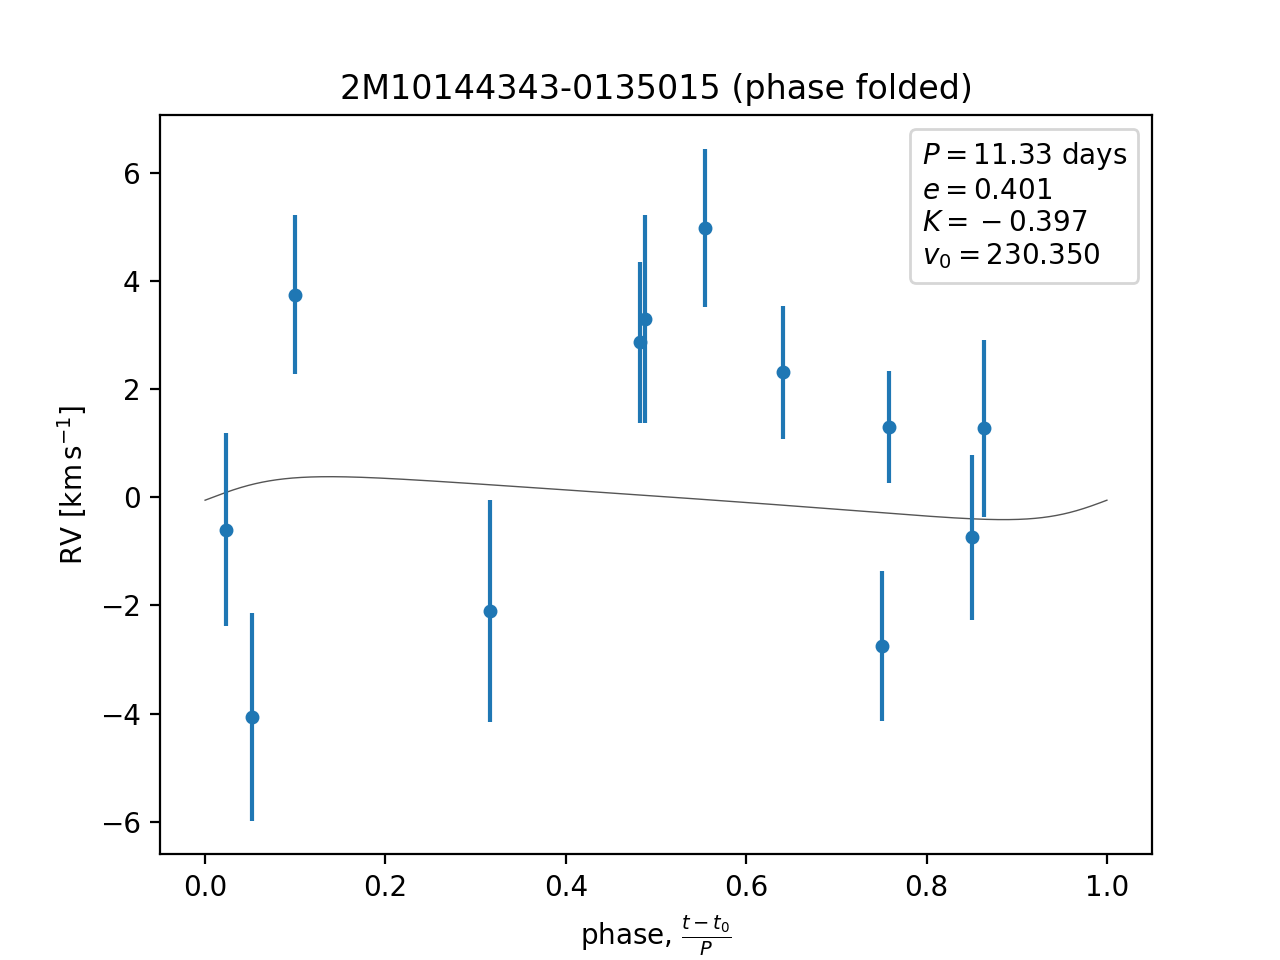 2M10144343-0135015 (phase folded)
P = 11.33 days
e = 0.401
K = −0.397
v₀ = 230.350
RV [km s⁻¹]
6
4
2
0
−2
−4
−6
0.0 0.2 0.4 0.6 0.8 1.0
phase, (t − t₀)/P